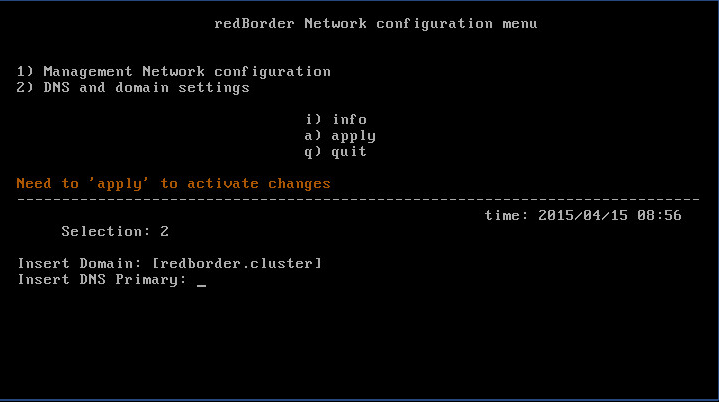 redBorder Network configuration menu
1) Management Network configuration
2) DNS and domain settings
i) info
a) apply
q) quit
Need to 'apply' to activate changes
--------------------------------------------------------------------------------
time: 2015/04/15 08:56
Selection: 2
Insert Domain: [redborder.cluster]
Insert DNS Primary: _